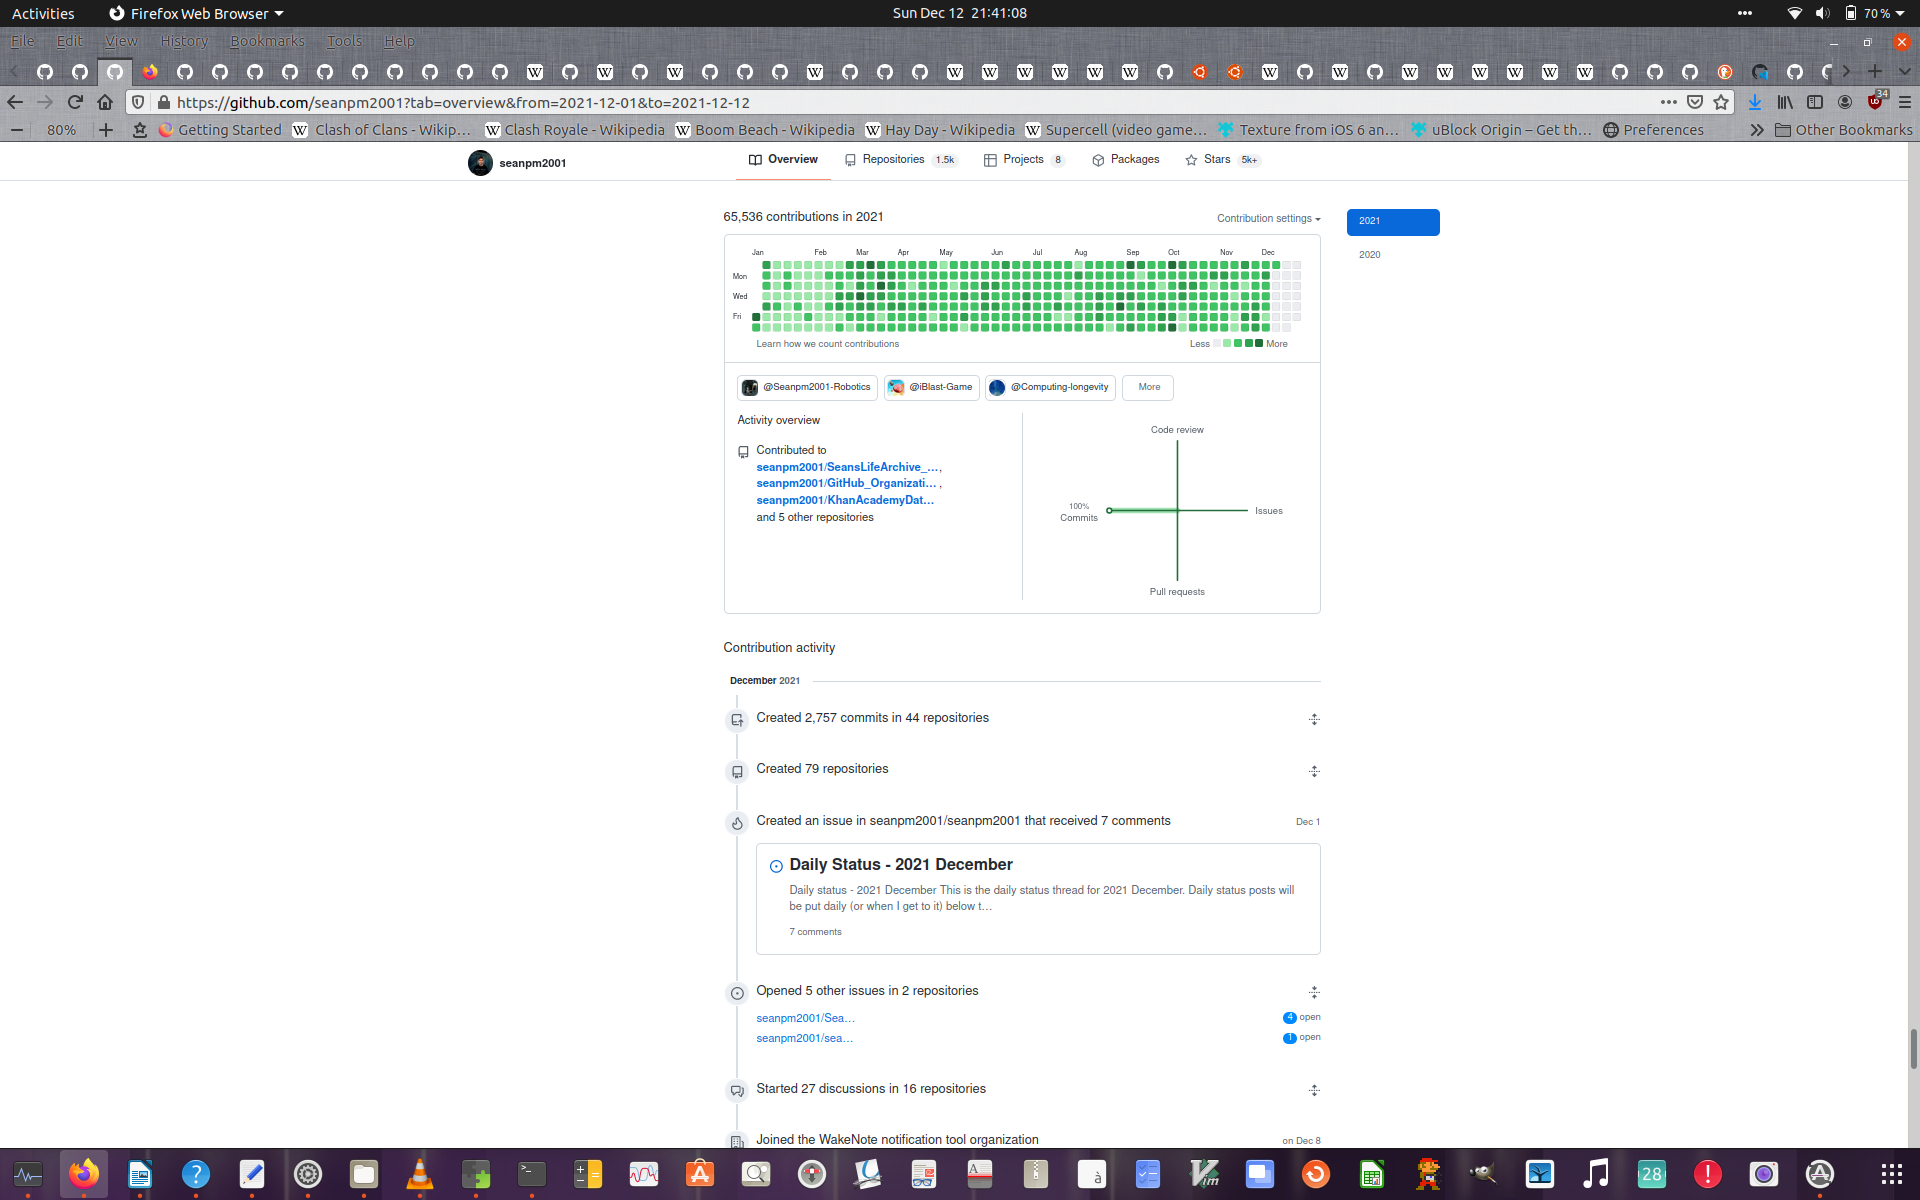 Activities
Firefox Web Browser
Sun Dec 12 21:41:08
70 %
File Edit View History Bookmarks Tools Help
https://github.com/seanpm2001?tab=overview&from=2021-12-01&to=2021-12-12
34
80%
Getting Started
Clash of Clans - Wikip…
Clash Royale - Wikipedia
Boom Beach - Wikipedia
Hay Day - Wikipedia
Supercell (video game…
Texture from iOS 6 an…
uBlock Origin – Get th…
Preferences
Other Bookmarks
seanpm2001
Overview
Repositories 1.5k
Projects 8
Packages
Stars 5k+
65,536 contributions in 2021
Contribution settings
2021
2020
Jan Feb Mar Apr May Jun Jul Aug Sep Oct Nov Dec
Mon
Wed
Fri
Learn how we count contributions
Less
More
@Seanpm2001-Robotics
@iBlast-Game
@Computing-longevity
More
Activity overview
Contributed to
seanpm2001/SeansLifeArchive_…,
seanpm2001/GitHub_Organizati… ,
seanpm2001/KhanAcademyDat…
and 5 other repositories
Code review
100%
Commits
Issues
Pull requests
Contribution activity
December 2021
Created 2,757 commits in 44 repositories
Created 79 repositories
Created an issue in seanpm2001/seanpm2001 that received 7 comments
Dec 1
Daily Status - 2021 December
Daily status - 2021 December This is the daily status thread for 2021 December. Daily status posts will
be put daily (or when I get to it) below t…
7 comments
Opened 5 other issues in 2 repositories
seanpm2001/Sea…
4 open
seanpm2001/sea…
1 open
Started 27 discussions in 16 repositories
Joined the WakeNote notification tool organization
on Dec 8
28